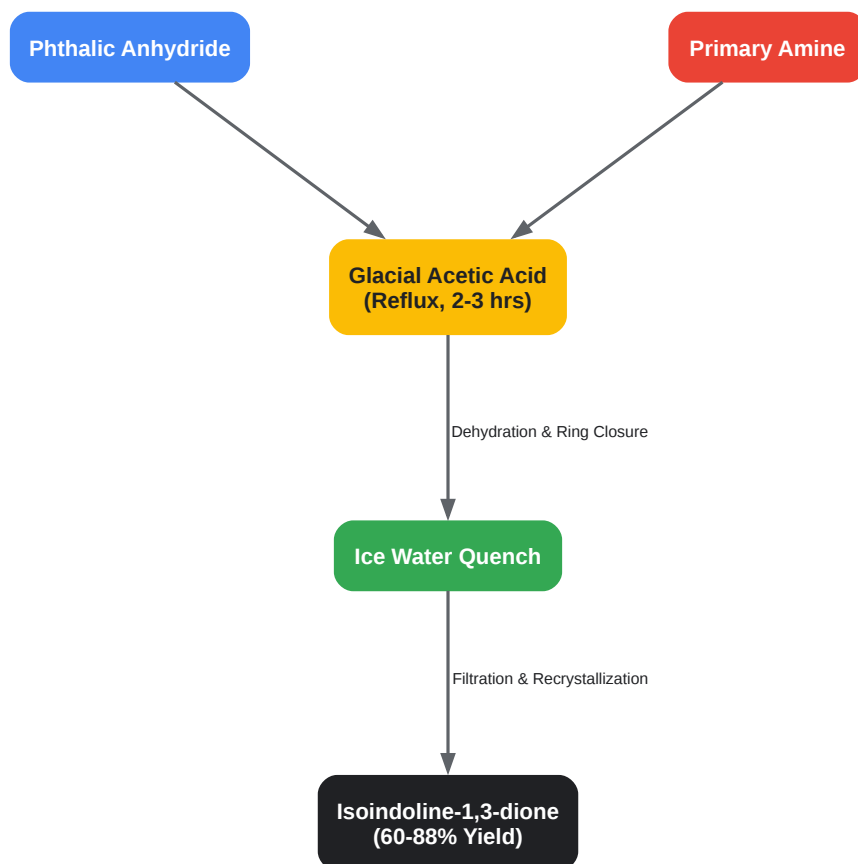 Phthalic Anhydride
Primary Amine
Glacial Acetic Acid
(Reflux, 2-3 hrs)
Dehydration & Ring Closure
Ice Water Quench
Filtration & Recrystallization
Isoindoline-1,3-dione
(60-88% Yield)